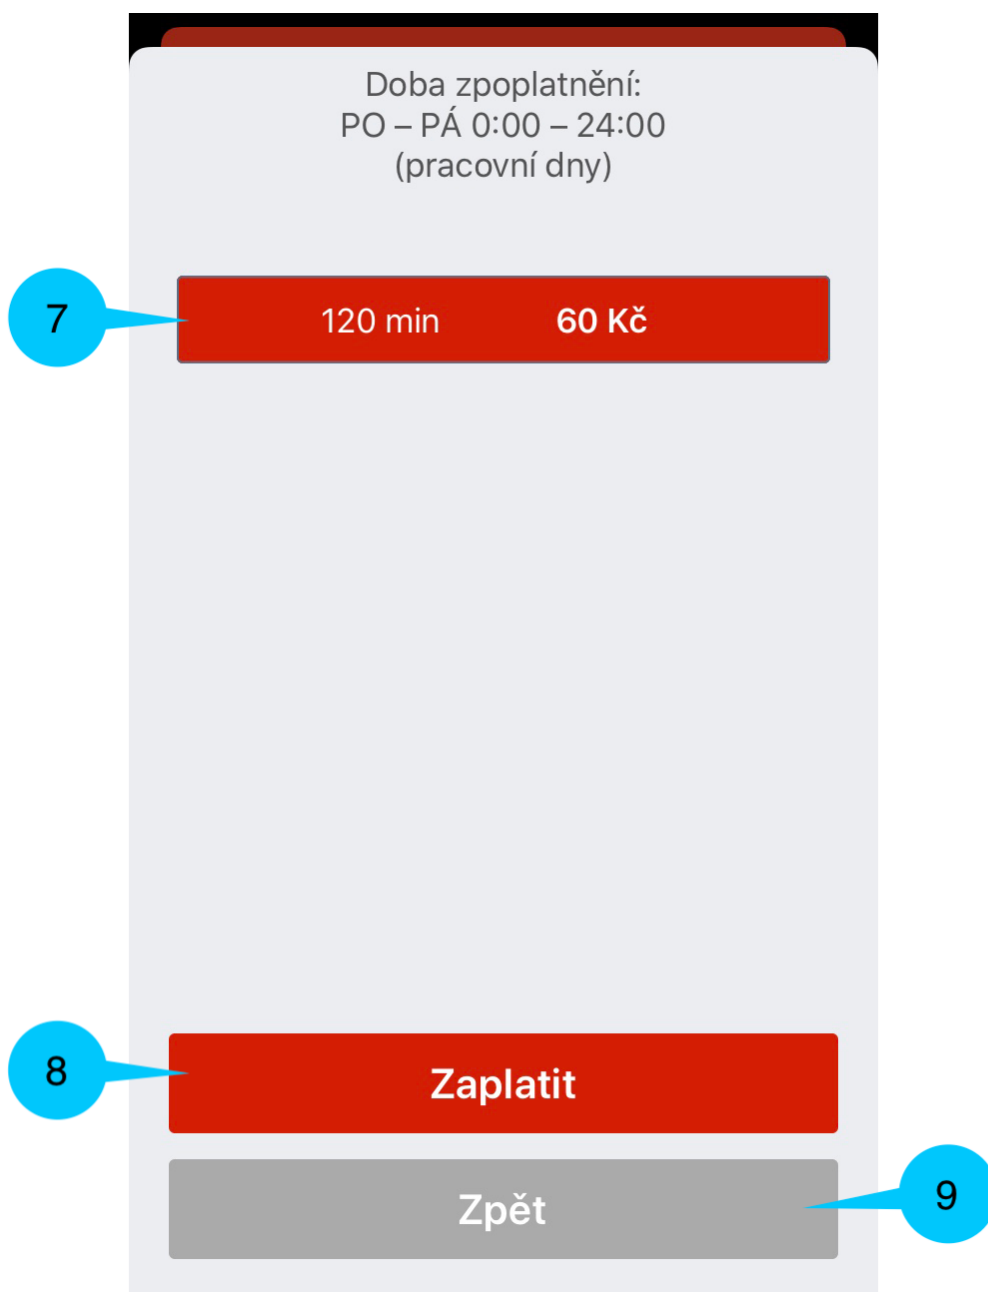 Doba zpoplatnění:
PO – PÁ 0:00 – 24:00
(pracovní dny)
7
120 min 60 Kč
8
Zaplatit
Zpět
9